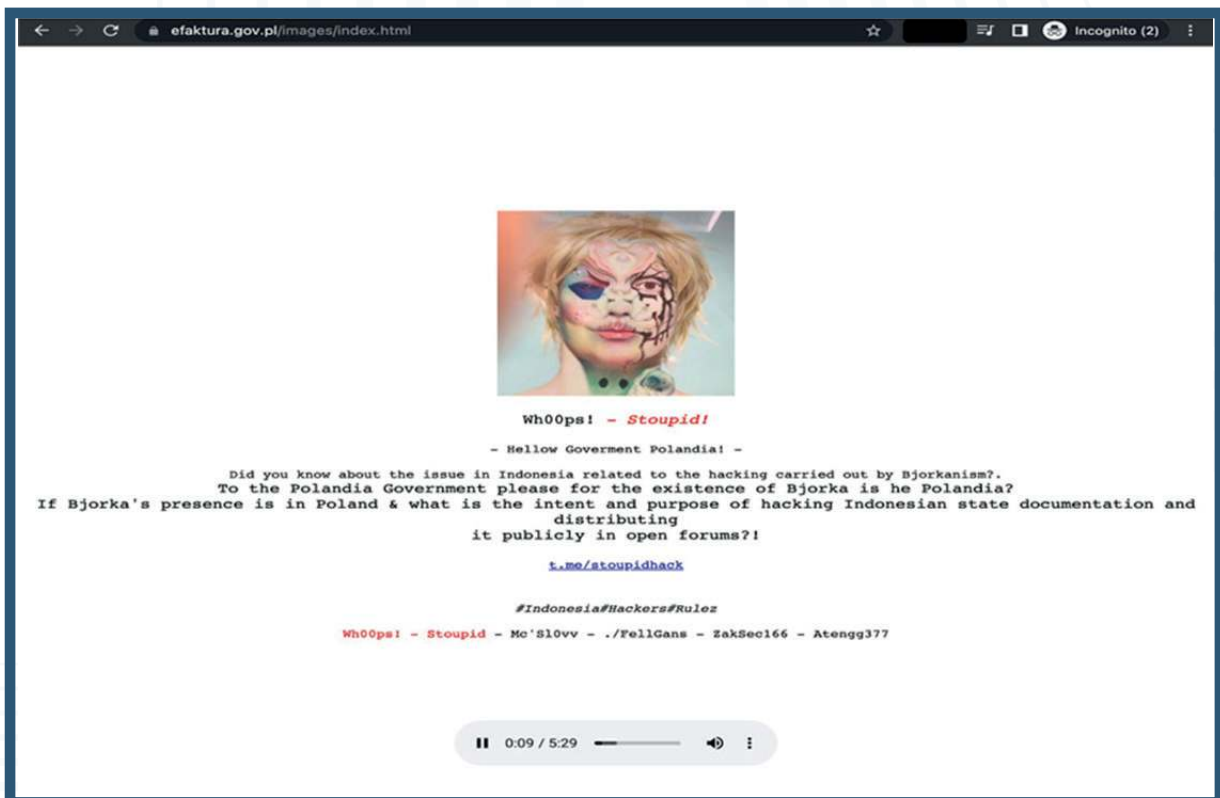 efaktura.gov.pl/images/index.html
Incognito (2)
Wh00ps! - Stoupid!
- Hellow Goverment Polandia! -
Did you know about the issue in Indonesia related to the hacking carried out by Bjorkanism?.
To the Polandia Government please for the existence of Bjorka is he Polandia?
If Bjorka's presence is in Poland & what is the intent and purpose of hacking Indonesian state documentation and
distributing
it publicly in open forums?!
t.me/stoupidhack
#Indonesia#Hackers#Rulez
Wh00ps! - Stoupid - Mc'Sl0vv - ./FellGans - ZakSec166 - Atengg377
0:09 / 5:29